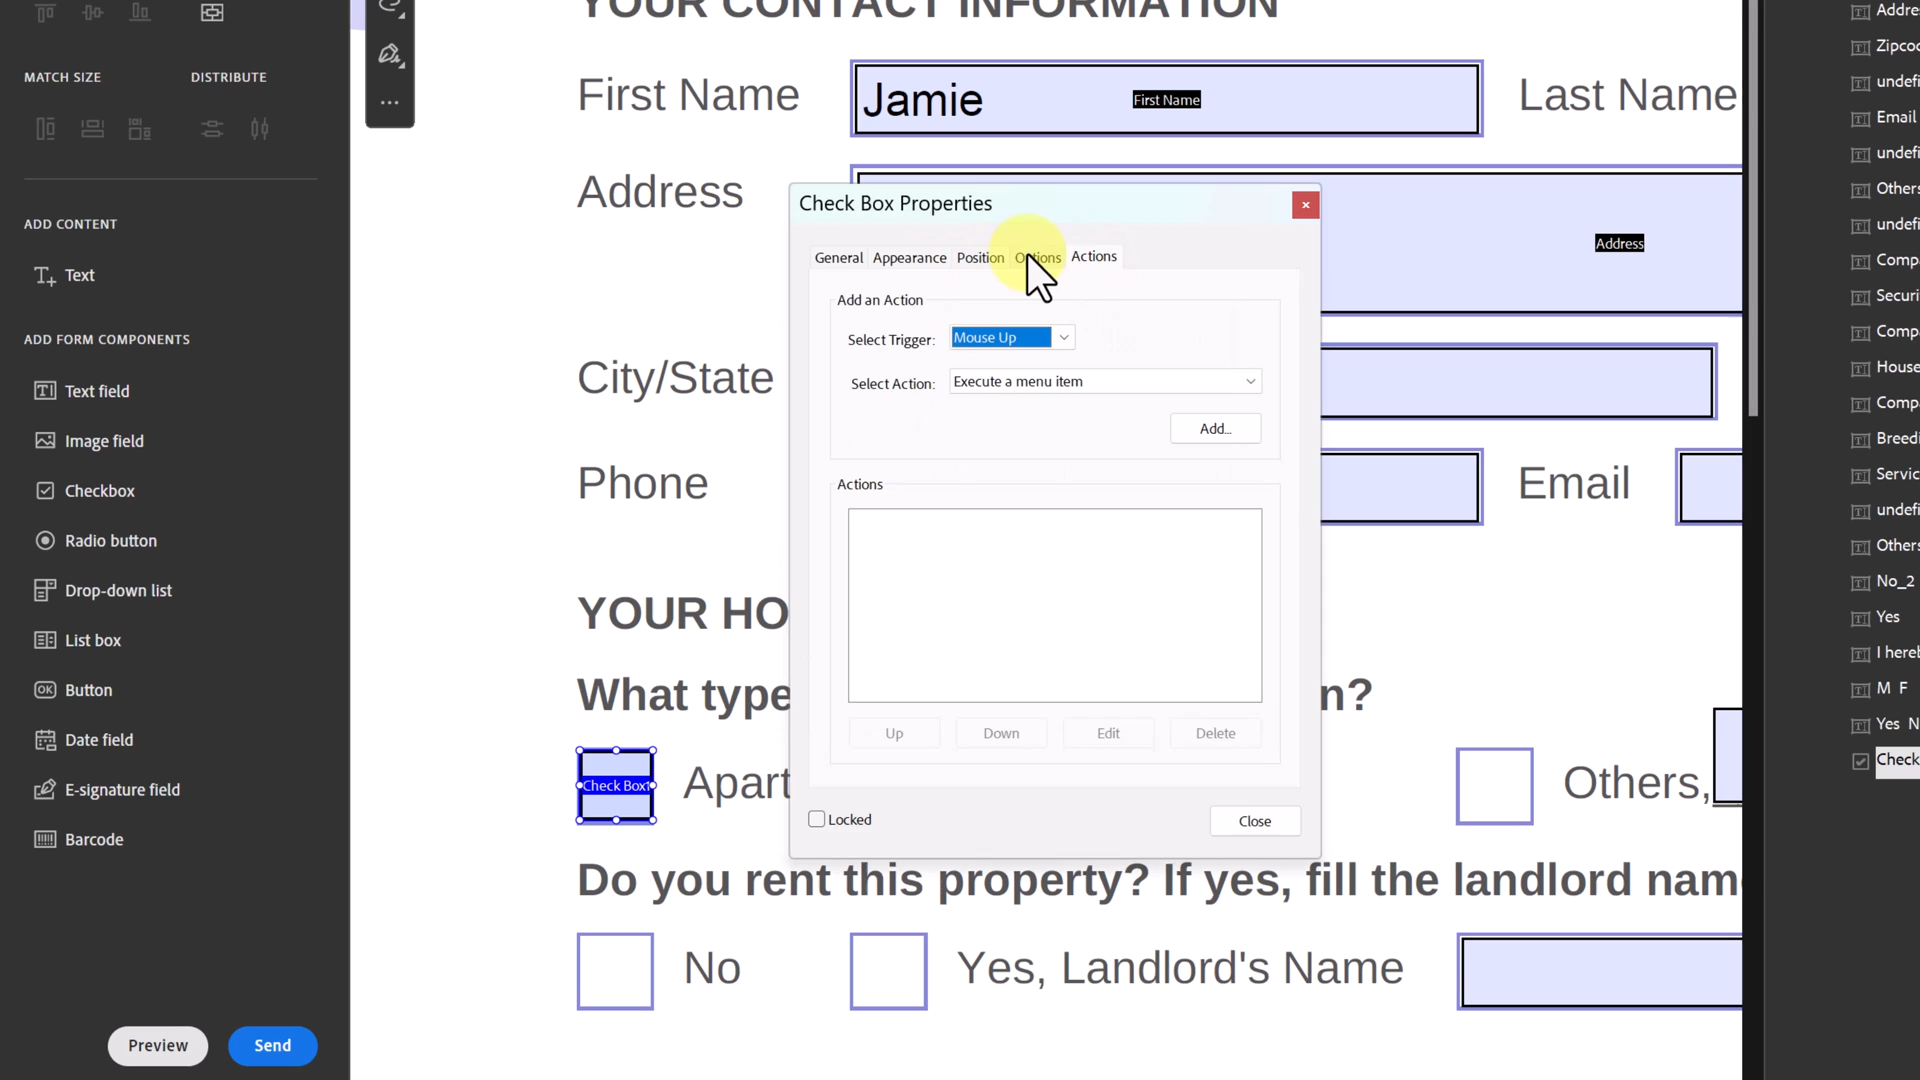 YOUR CONTACT INFORMATION
MATCH SIZE
DISTRIBUTE
ADD CONTENT
Text
ADD FORM COMPONENTS
Text field
Image field
Checkbox
Radio button
Drop-down list
List box
Button
Date field
E-signature field
Barcode
Preview
Send
First Name
Jamie
First Name
Last Name
Address
Address
City/State
Phone
Email
YOUR HO
What type
n?
Check Box1
Apart
Others,
Do you rent this property? If yes, fill the landlord nam
No
Yes, Landlord's Name
Check Box Properties
General
Appearance
Position
Options
Actions
Add an Action
Select Trigger:
Mouse Up
Select Action:
Execute a menu item
Add...
Actions
Up
Down
Edit
Delete
Locked
Close
Addre
Zipcod
undefi
Email
undefi
Others
undefi
Compa
Securi
Compa
House
Compa
Breedi
Servic
undefi
Others
No_2
Yes
I hereb
M F
Yes N
Check